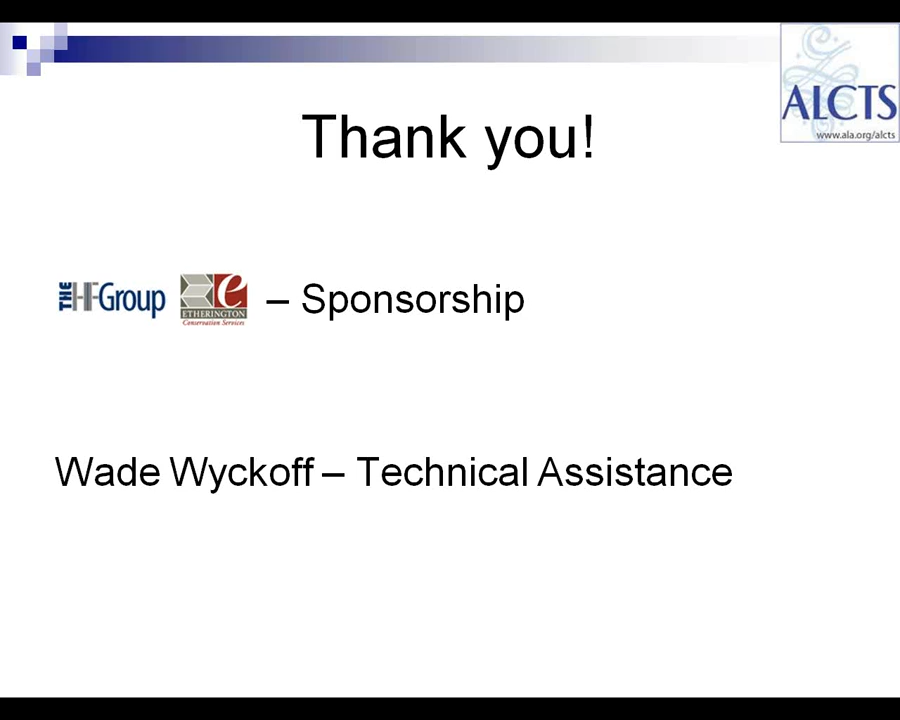 ALCTS
www.ala.org/alcts
Thank you!
THE HF Group ETHERINGTON Conservation Services – Sponsorship
Wade Wyckoff – Technical Assistance